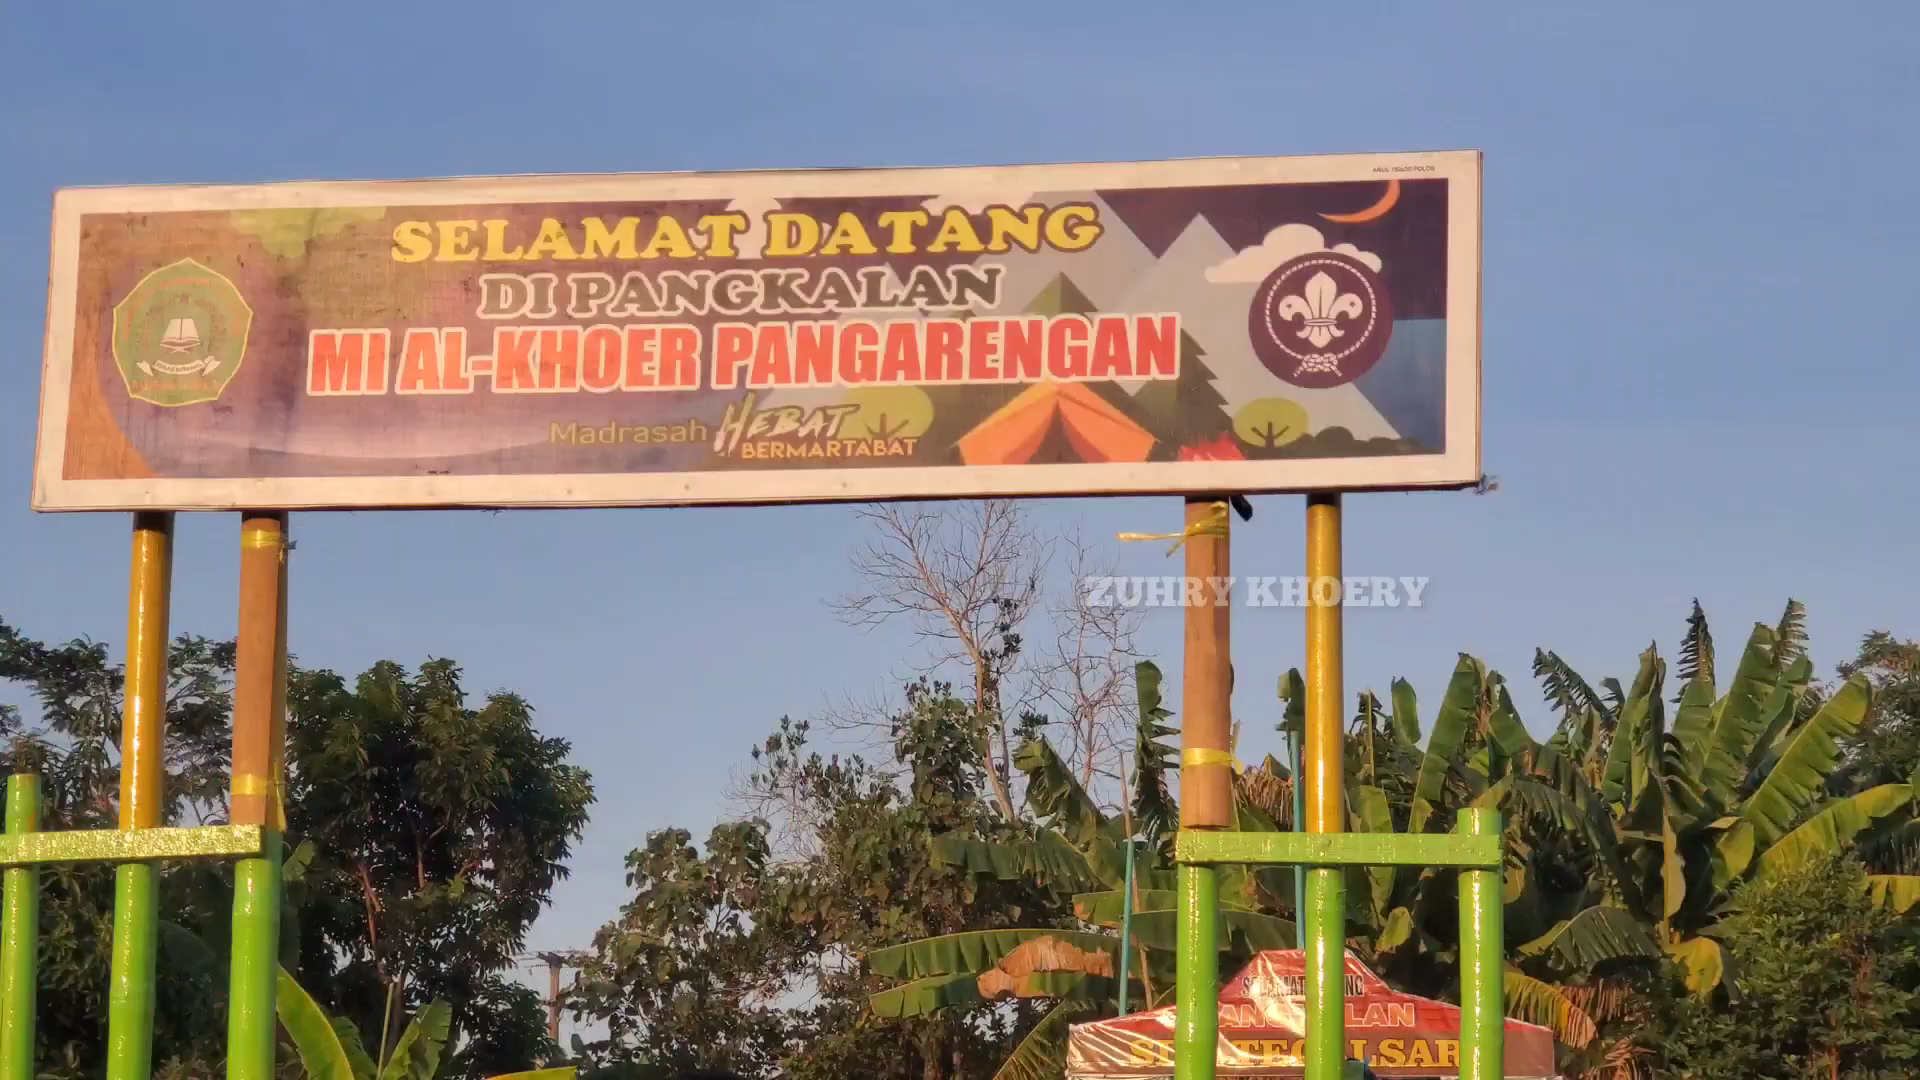 SELAMAT DATANG
DI PANGKALAN
MI AL-KHOER PANGARENGAN
Madrasah HEBAT
BERMARTABAT
ZUHRY KHOERY